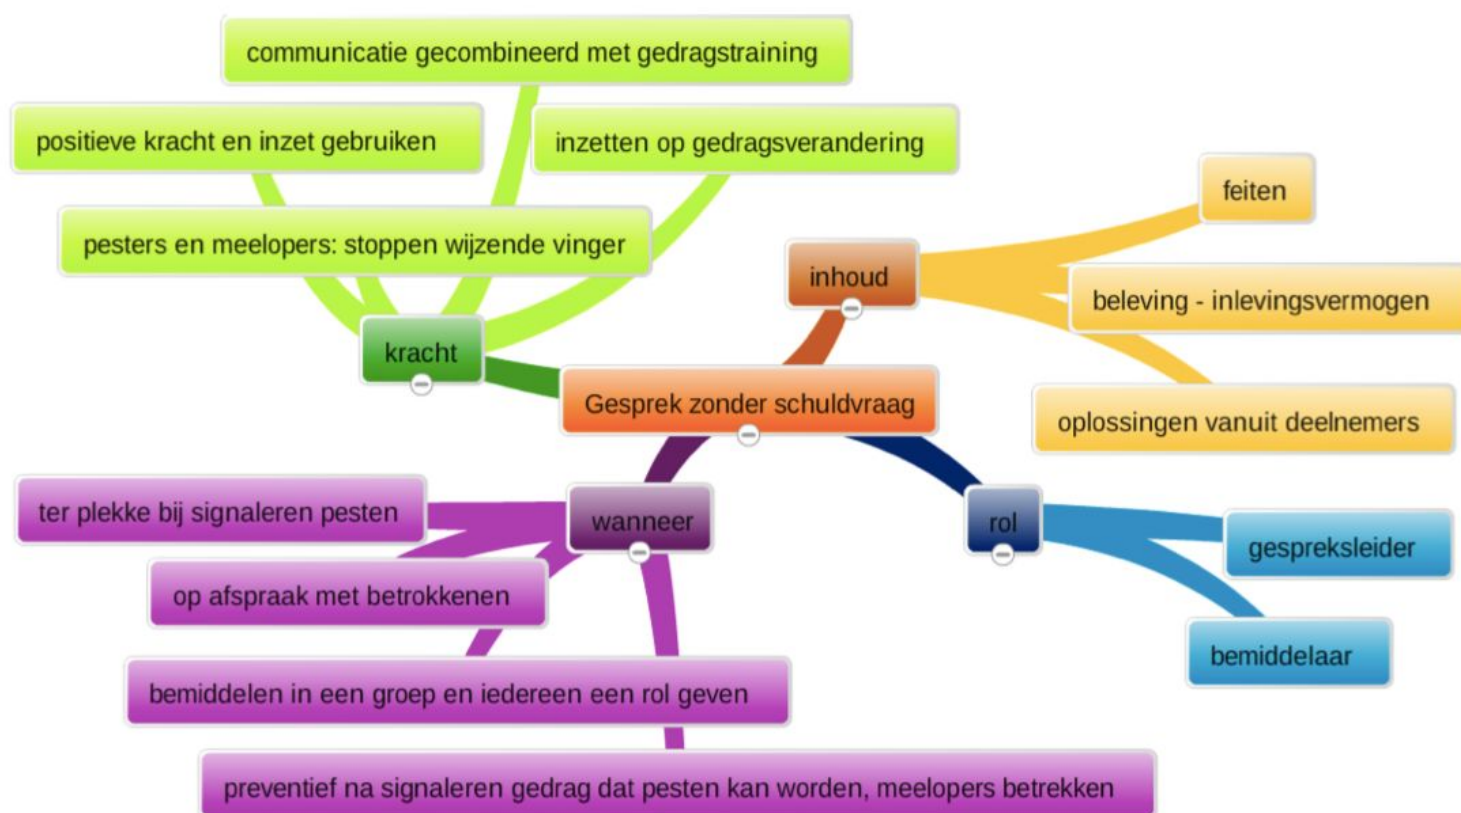 communicatie gecombineerd met gedragstraining
positieve kracht en inzet gebruiken
inzetten op gedragsverandering
pesters en meelopers: stoppen wijzende vinger
kracht
inhoud
feiten
beleving - inlevingsvermogen
oplossingen vanuit deelnemers
Gesprek zonder schuldvraag
wanneer
ter plekke bij signaleren pesten
op afspraak met betrokkenen
bemiddelen in een groep en iedereen een rol geven
preventief na signaleren gedrag dat pesten kan worden, meelopers betrekken
rol
gespreksleider
bemiddelaar